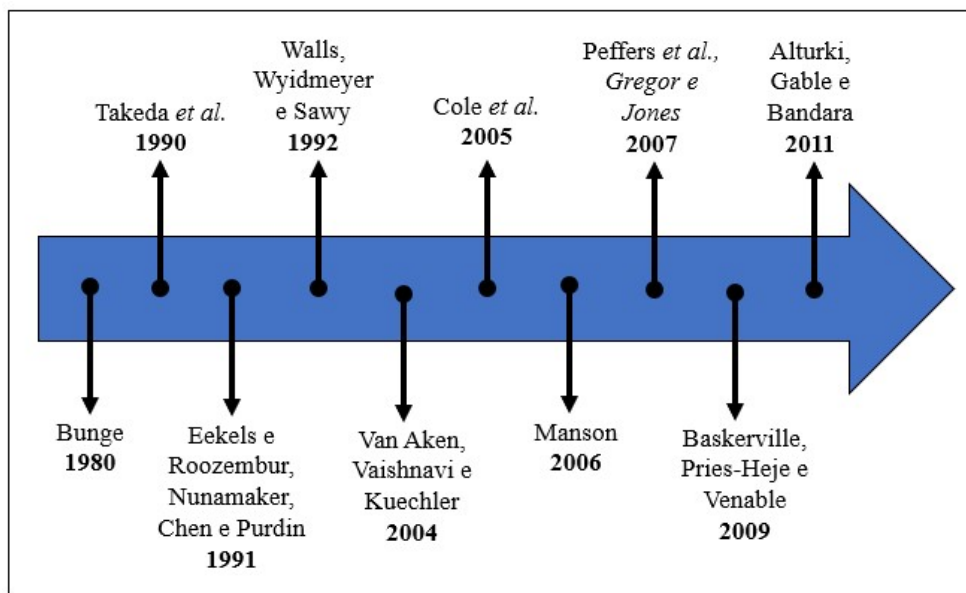 Bunge
1980
Takeda et al.
1990
Eekels e
Roozembur,
Nunamaker,
Chen e Purdin
1991
Walls,
Wyidmeyer
e Sawy
1992
Van Aken,
Vaishnavi e
Kuechler
2004
Cole et al.
2005
Manson
2006
Peffers et al.,
Gregor e
Jones
2007
Baskerville,
Pries-Heje e
Venable
2009
Alturki,
Gable e
Bandara
2011